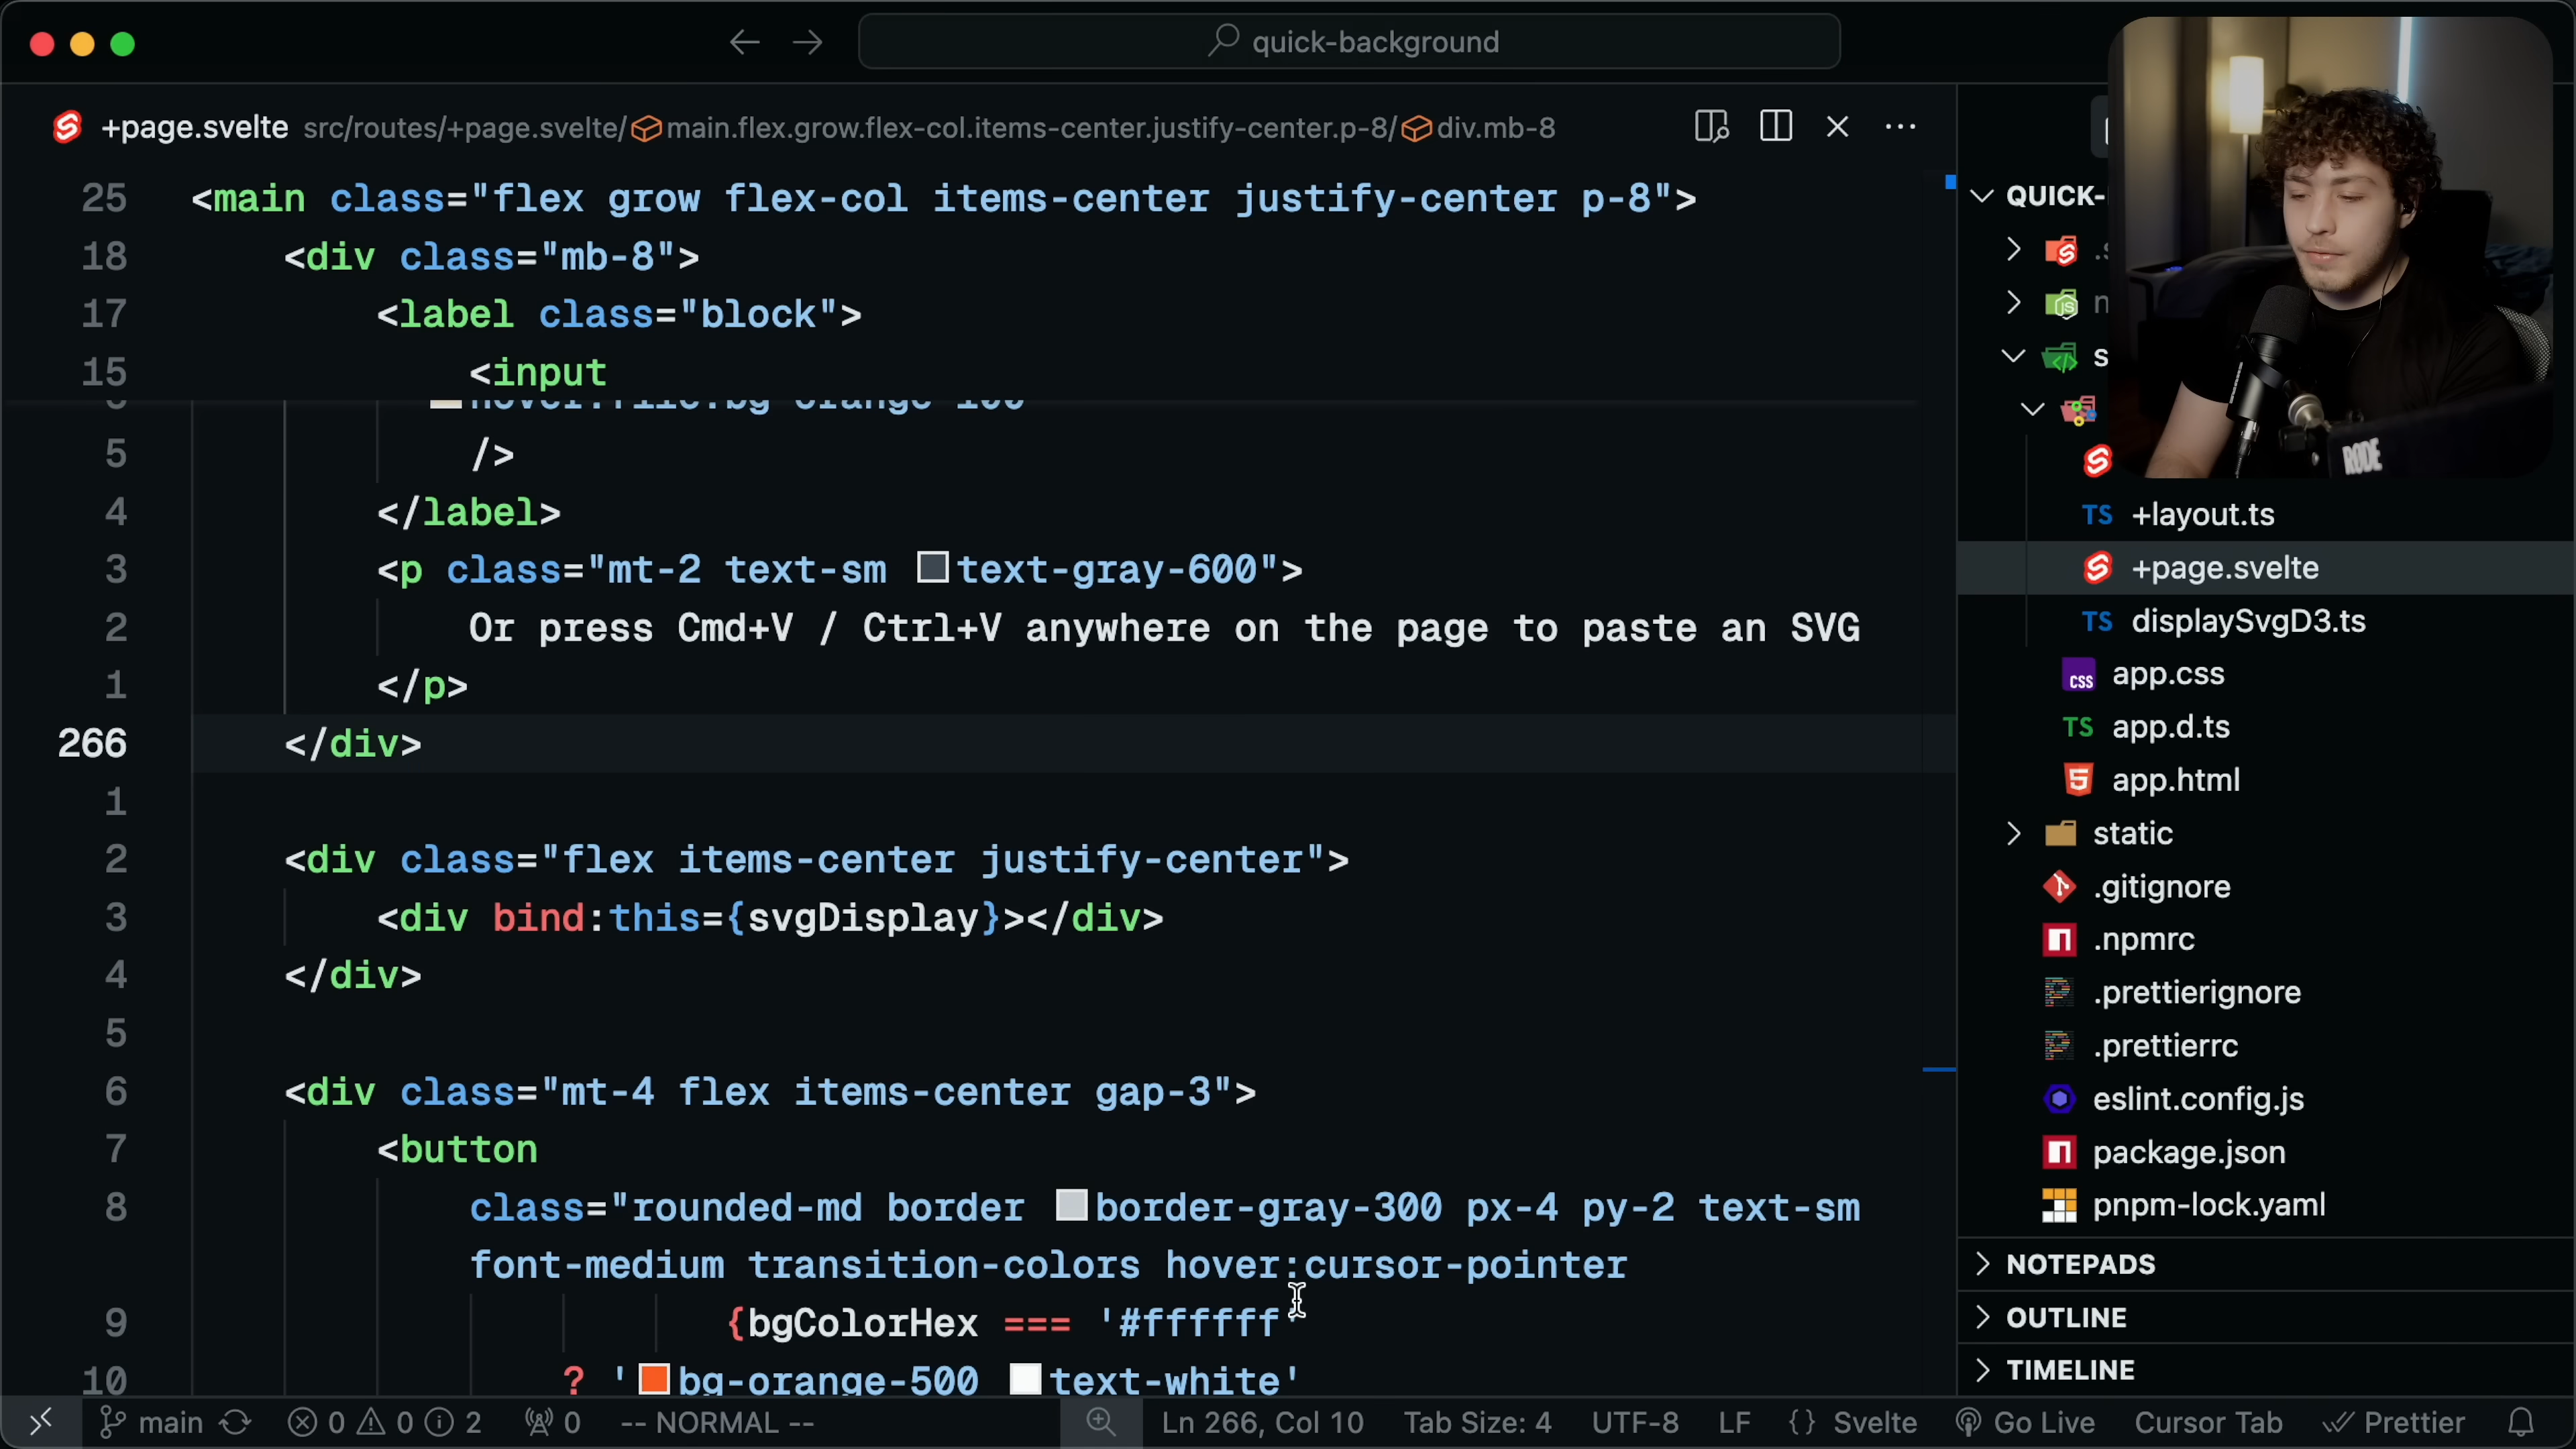 quick-background
+page.svelte src/routes/+page.svelte/main.flex.grow.flex-col.items-center.justify-center.p-8/div.mb-8
25 <main class="flex grow flex-col items-center justify-center p-8">
18 <div class="mb-8">
17 <label class="block">
15 <input
5 />
4 </label>
3 <p class="mt-2 text-sm text-gray-600">
2 Or press Cmd+V / Ctrl+V anywhere on the page to paste an SVG
1 </p>
266 </div>
1
2 <div class="flex items-center justify-center">
3 <div bind:this={svgDisplay}></div>
4 </div>
5
6 <div class="mt-4 flex items-center gap-3">
7 <button
8 class="rounded-md border border-gray-300 px-4 py-2 text-sm
font-medium transition-colors hover:cursor-pointer
9 {bgColorHex === '#ffffff'
10 ? 'bg-orange-500 text-white'
QUICK-
+layout.ts
+page.svelte
displaySvgD3.ts
app.css
app.d.ts
app.html
static
.gitignore
.npmrc
.prettierignore
.prettierrc
eslint.config.js
package.json
pnpm-lock.yaml
NOTEPADS
OUTLINE
TIMELINE
RØDE
main 0 0 2 0 -- NORMAL -- Ln 266, Col 10 Tab Size: 4 UTF-8 LF {} Svelte Go Live Cursor Tab Prettier